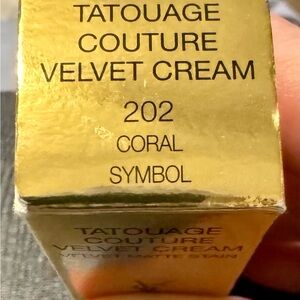 TATOUAGE
COUTURE
VELVET CREAM
202
CORAL
SYMBOL
TATOUAGE
COUTURE
VELVET CREAM
VELVET MATTE STAIN